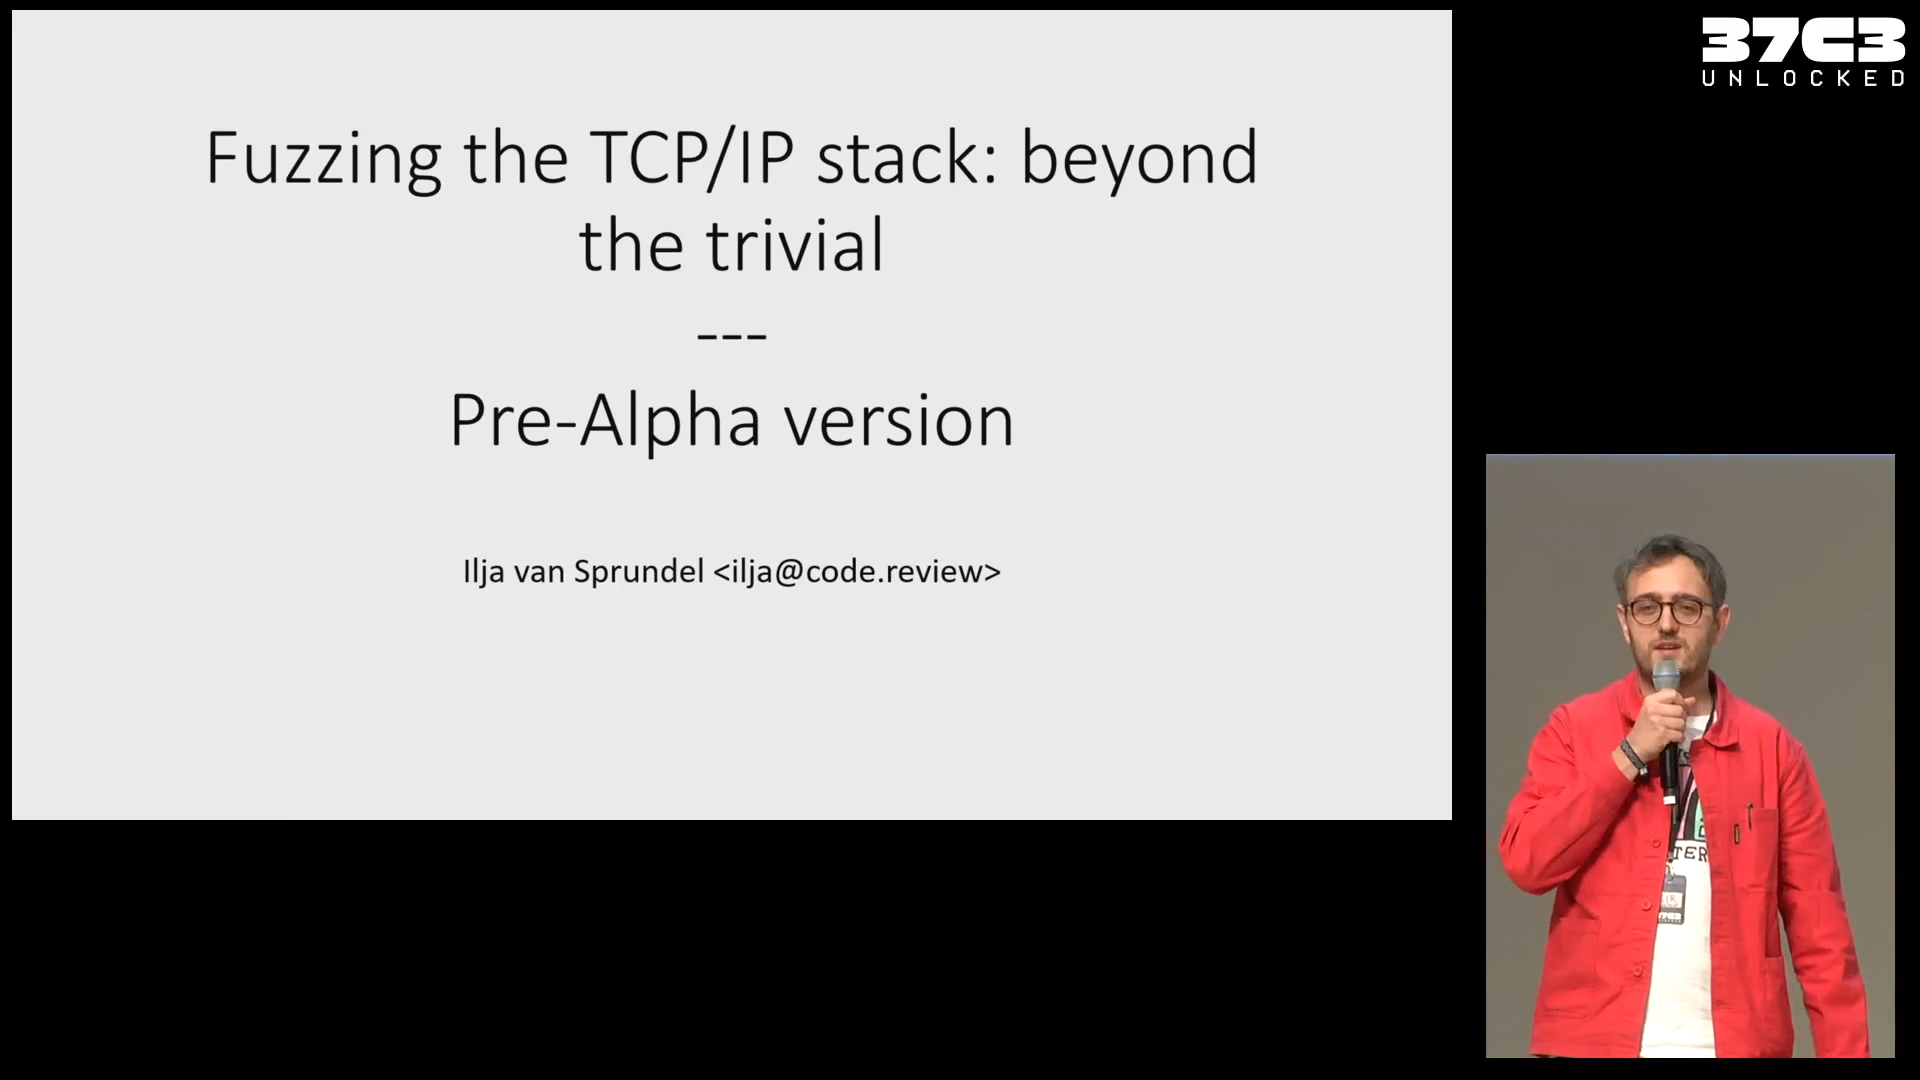 37C3
UNLOCKED
Fuzzing the TCP/IP stack: beyond
the trivial
---
Pre-Alpha version
Ilja van Sprundel <ilja@code.review>
TER